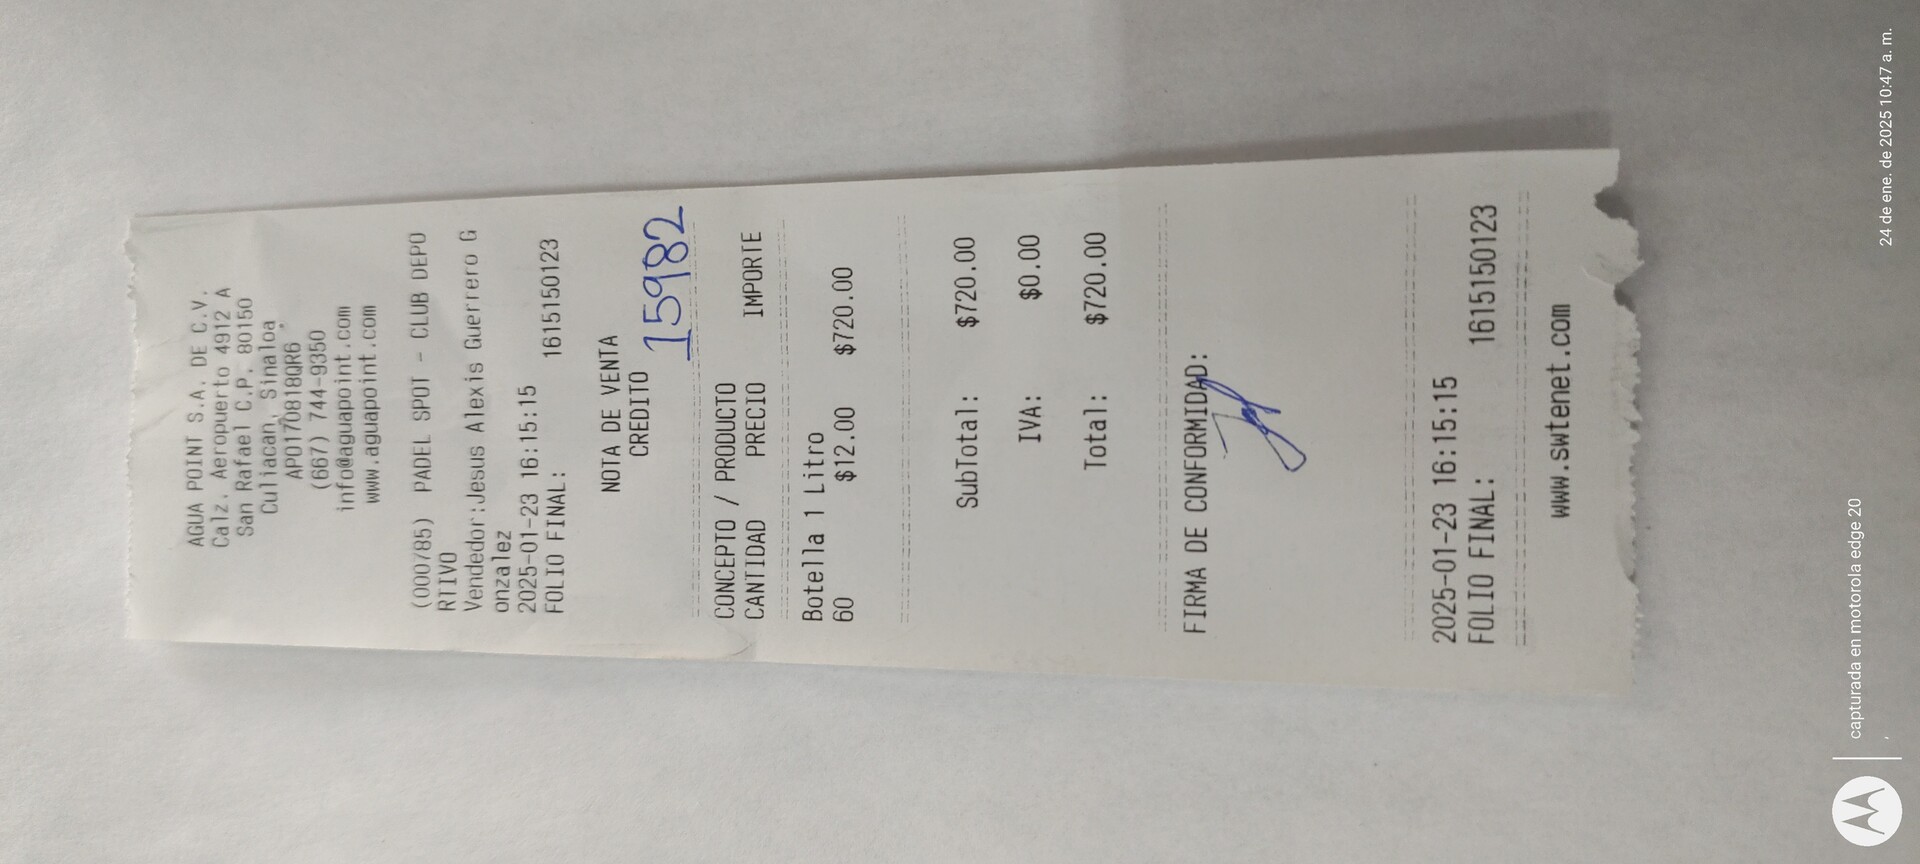 AGUA POINT S.A. DE C.V.
Calz. Aeropuerto 4912 A
San Rafael C.P. 80150
Culiacan, Sinaloa
APO170818QR6
(667) 744-9350
info@aguapoint.com
www.aguapoint.com
(000785) PADEL SPOT - CLUB DEPO
RTIVO
Vendedor:Jesus Alexis Guerrero G
onzalez
2025-01-23 16:15:15
FOLIO FINAL: 1615150123
NOTA DE VENTA
CREDITO
15982
CONCEPTO / PRODUCTO
CANTIDAD PRECIO IMPORTE
Botella 1 Litro
60 $12.00 $720.00
SubTotal: $720.00
IVA: $0.00
Total: $720.00
FIRMA DE CONFORMIDAD:
2025-01-23 16:15:15
FOLIO FINAL: 1615150123
www.swtenet.com
capturada en motorola edge 20
24 de ene. de 2025 10:47 a. m.